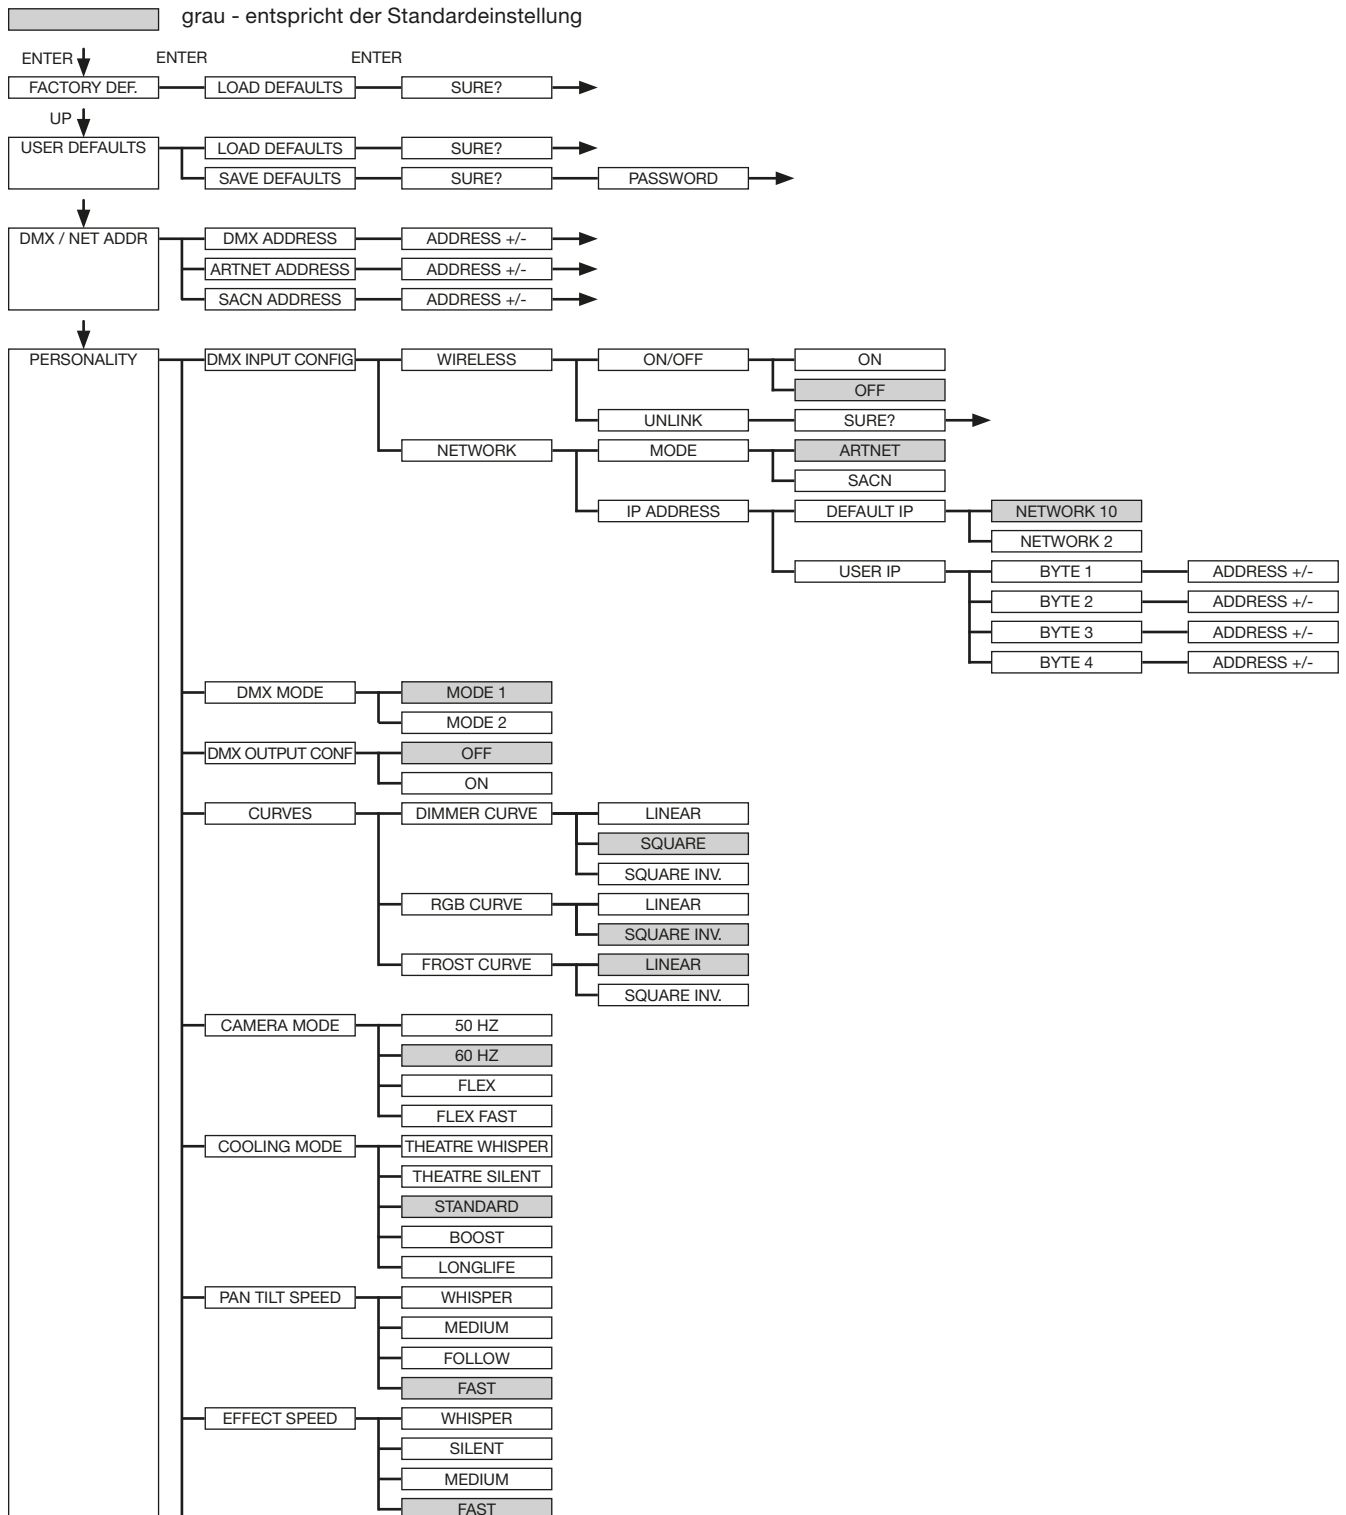 grau - entspricht der Standardeinstellung
ENTER ENTER ENTER
FACTORY DEF. LOAD DEFAULTS SURE?
UP
USER DEFAULTS LOAD DEFAULTS SURE?
SAVE DEFAULTS SURE? PASSWORD
DMX / NET ADDR DMX ADDRESS ADDRESS +/-
ARTNET ADDRESS ADDRESS +/-
SACN ADDRESS ADDRESS +/-
PERSONALITY DMX INPUT CONFIG WIRELESS ON/OFF ON
OFF
UNLINK SURE?
NETWORK MODE ARTNET
SACN
IP ADDRESS DEFAULT IP NETWORK 10
NETWORK 2
USER IP BYTE 1 ADDRESS +/-
BYTE 2 ADDRESS +/-
BYTE 3 ADDRESS +/-
BYTE 4 ADDRESS +/-
DMX MODE MODE 1
MODE 2
DMX OUTPUT CONF OFF
ON
CURVES DIMMER CURVE LINEAR
SQUARE
SQUARE INV.
RGB CURVE LINEAR
SQUARE INV.
FROST CURVE LINEAR
SQUARE INV.
CAMERA MODE 50 HZ
60 HZ
FLEX
FLEX FAST
COOLING MODE THEATRE WHISPER
THEATRE SILENT
STANDARD
BOOST
LONGLIFE
PAN TILT SPEED WHISPER
MEDIUM
FOLLOW
FAST
EFFECT SPEED WHISPER
SILENT
MEDIUM
FAST